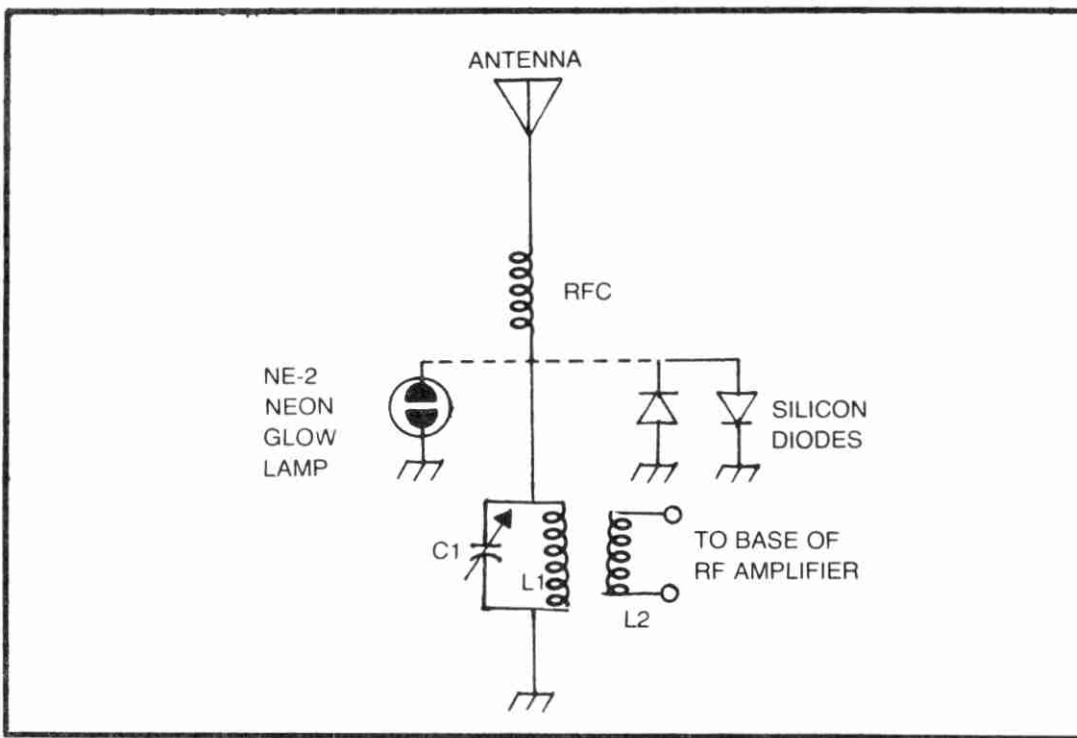 ANTENNA
RFC
NE-2
NEON
GLOW
LAMP
SILICON
DIODES
C1
L1
L2
TO BASE OF
RF AMPLIFIER